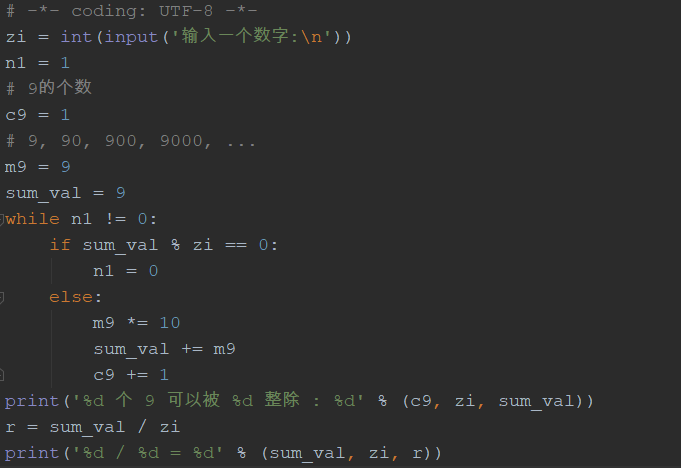 # -*- coding: UTF-8 -*-
zi = int(input('输入一个数字:\n'))
n1 = 1
# 9的个数
c9 = 1
# 9, 90, 900, 9000, ...
m9 = 9
sum_val = 9
while n1 != 0:
    if sum_val % zi == 0:
        n1 = 0
    else:
        m9 *= 10
        sum_val += m9
        c9 += 1
print('%d 个 9 可以被 %d 整除 : %d' % (c9, zi, sum_val))
r = sum_val / zi
print('%d / %d = %d' % (sum_val, zi, r))